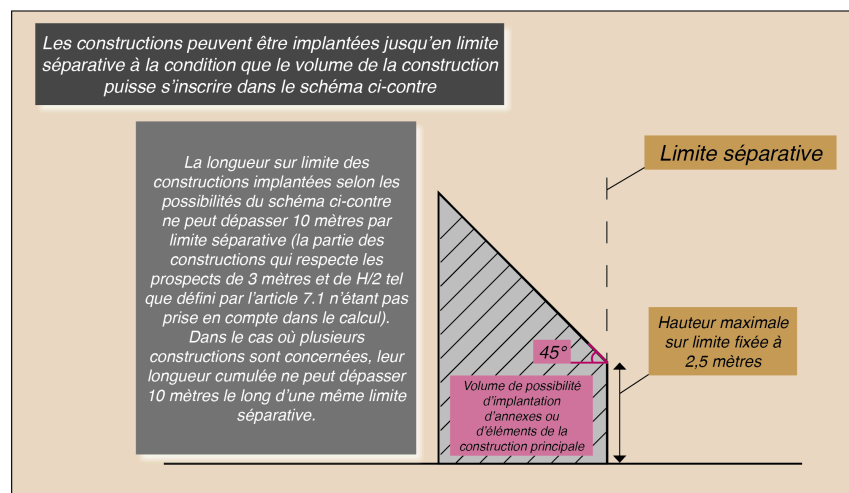 Les constructions peuvent être implantées jusqu'en limite
séparative à la condition que le volume de la construction
puisse s'inscrire dans le schéma ci-contre
La longueur sur limite des
constructions implantées selon les
possibilités du schéma ci-contre
ne peut dépasser 10 mètres par
limite séparative (la partie des
constructions qui respecte les
prospects de 3 mètres et de H/2 tel
que défini par l'article 7.1 n'étant pas
prise en compte dans le calcul).
Dans le cas où plusieurs
constructions sont concernées, leur
longueur cumulée ne peut dépasser
10 mètres le long d'une même limite
séparative.
Limite séparative
Hauteur maximale
sur limite fixée à
2,5 mètres
45°
Volume de possibilité
d'implantation
d'annexes ou
d'éléments de la
construction principale